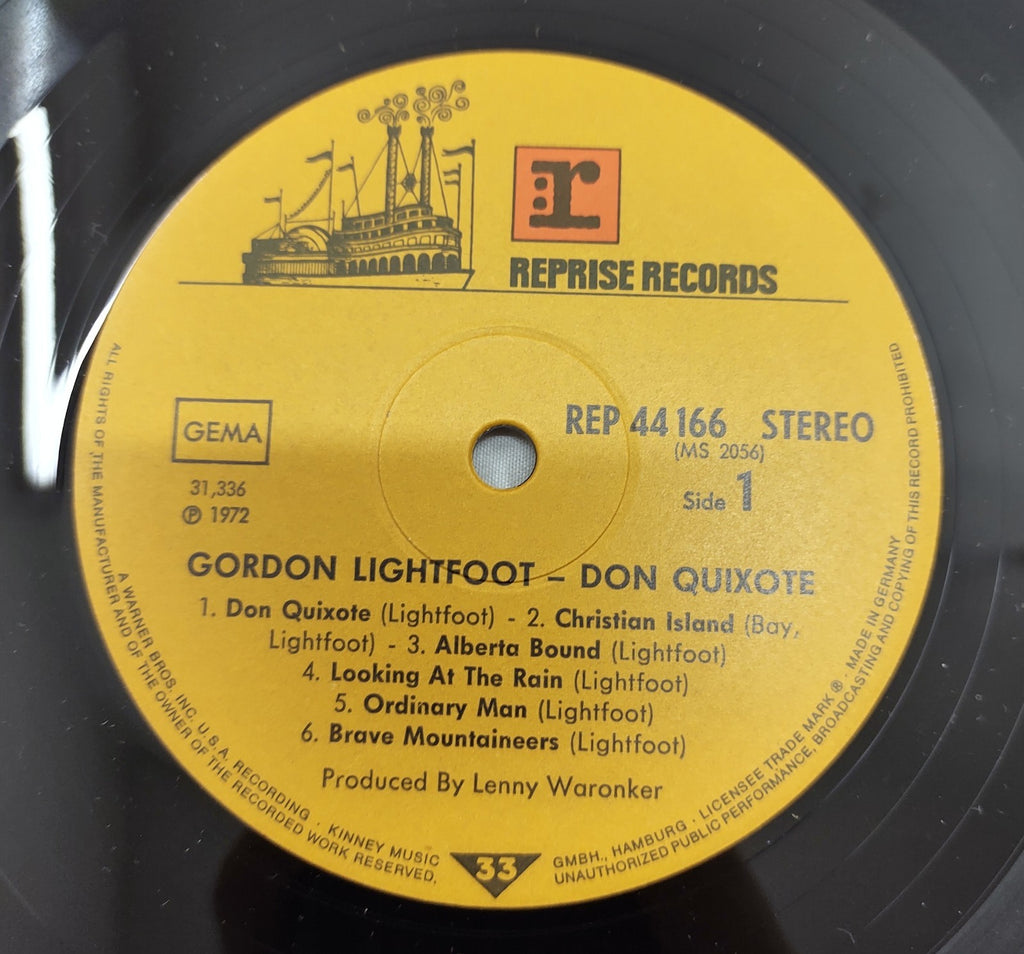 r
REPRISE RECORDS
GEMA
REP 44 166 STEREO
(MS 2056)
Side 1
31,336
℗ 1972
GORDON LIGHTFOOT – DON QUIXOTE
1. Don Quixote (Lightfoot) - 2. Christian Island (Bay,
Lightfoot) - 3. Alberta Bound (Lightfoot)
4. Looking At The Rain (Lightfoot)
5. Ordinary Man (Lightfoot)
6. Brave Mountaineers (Lightfoot)
Produced By Lenny Waronker
33
ALL RIGHTS OF THE MANUFACTURER AND OF THE OWNER OF THE RECORDED WORK RESERVED. UNAUTHORIZED PUBLIC PERFORMANCE, BROADCASTING AND COPYING OF THIS RECORD PROHIBITED
A WARNER BROS. INC. U.S.A. RECORDING · KINNEY MUSIC GMBH., HAMBURG · LICENSEE TRADE MARK ® · MADE IN GERMANY